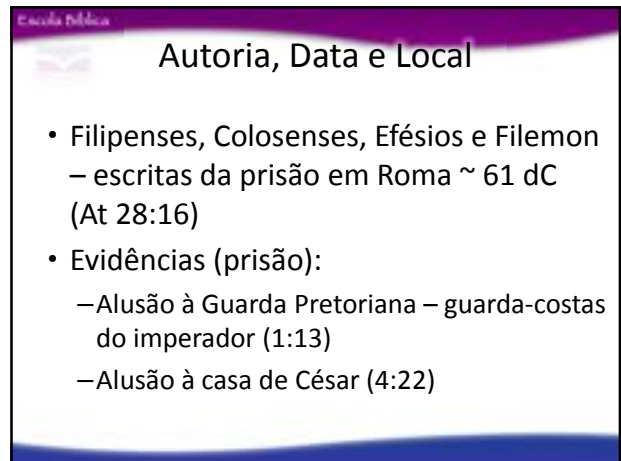 Escola Bíblica
Autoria, Data e Local
• Filipenses, Colosenses, Efésios e Filemon
– escritas da prisão em Roma ~ 61 dC
(At 28:16)
• Evidências (prisão):
–Alusão à Guarda Pretoriana – guarda-costas
do imperador (1:13)
–Alusão à casa de César (4:22)